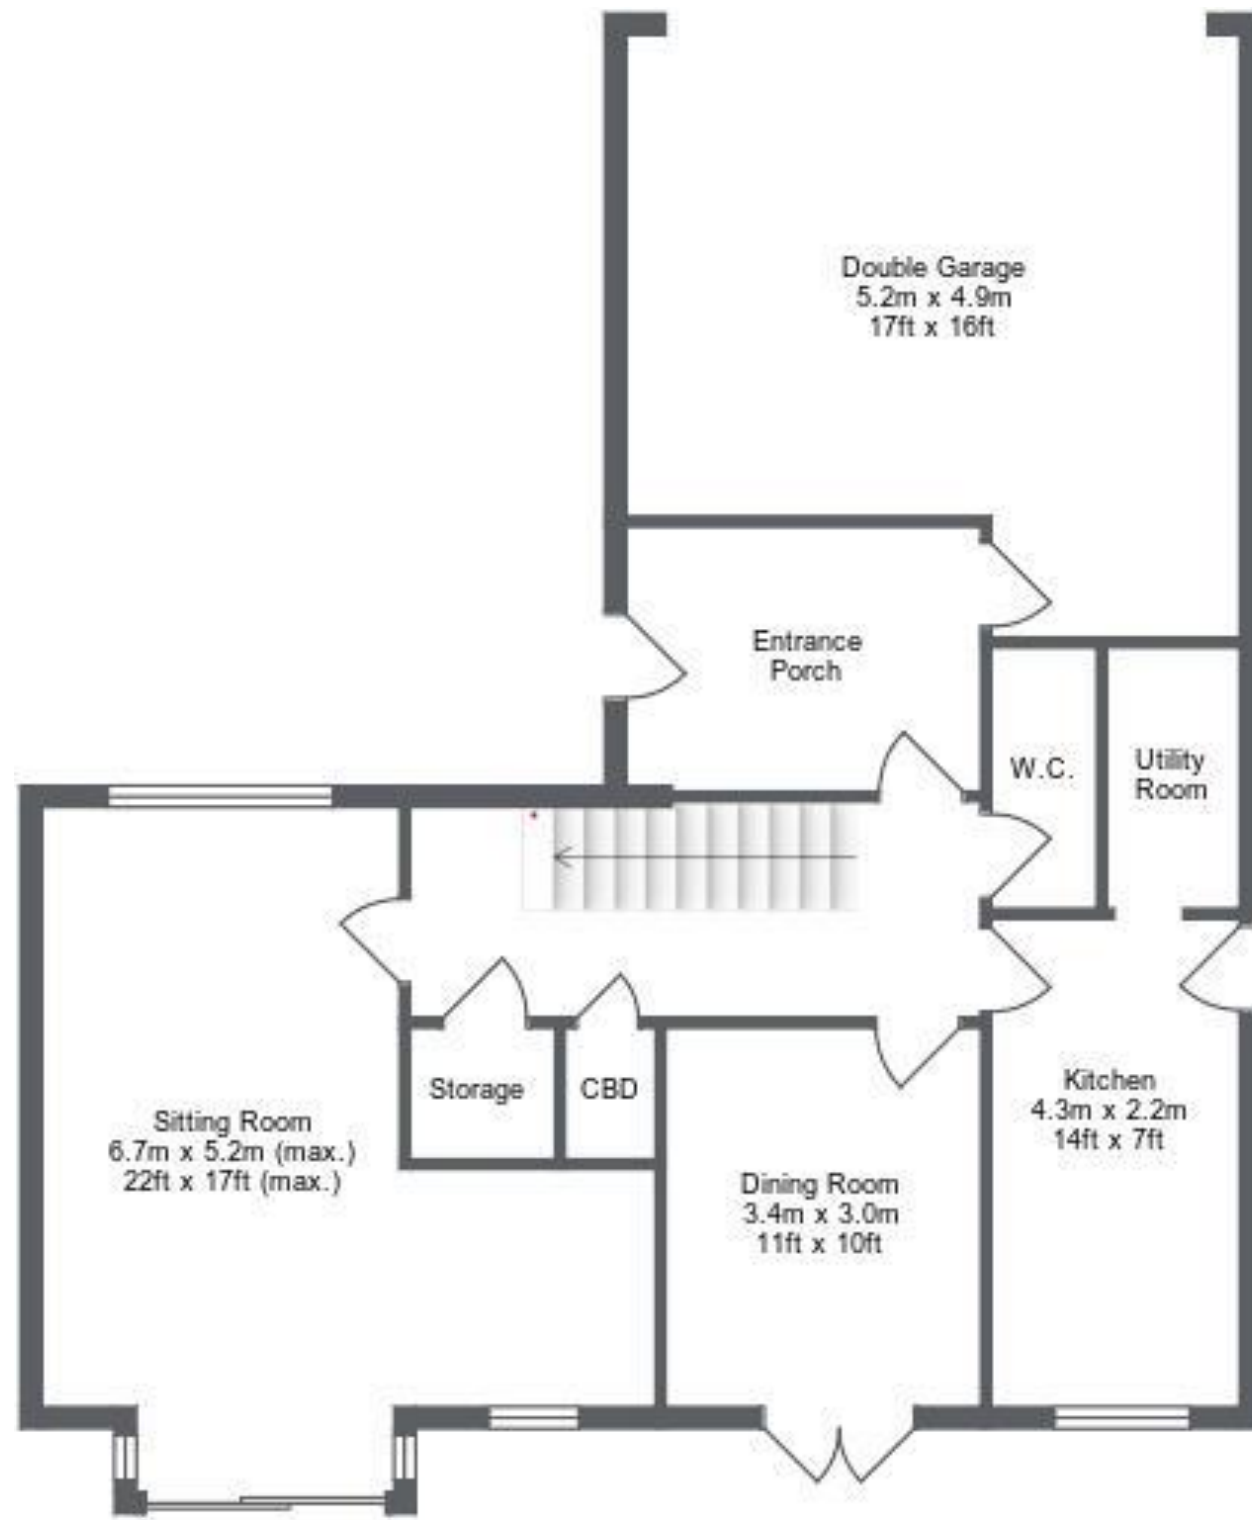 Double Garage
5.2m x 4.9m
17ft x 16ft
Entrance
Porch
W.C.
Utility
Room
Storage
CBD
Kitchen
4.3m x 2.2m
14ft x 7ft
Sitting Room
6.7m x 5.2m (max.)
22ft x 17ft (max.)
Dining Room
3.4m x 3.0m
11ft x 10ft